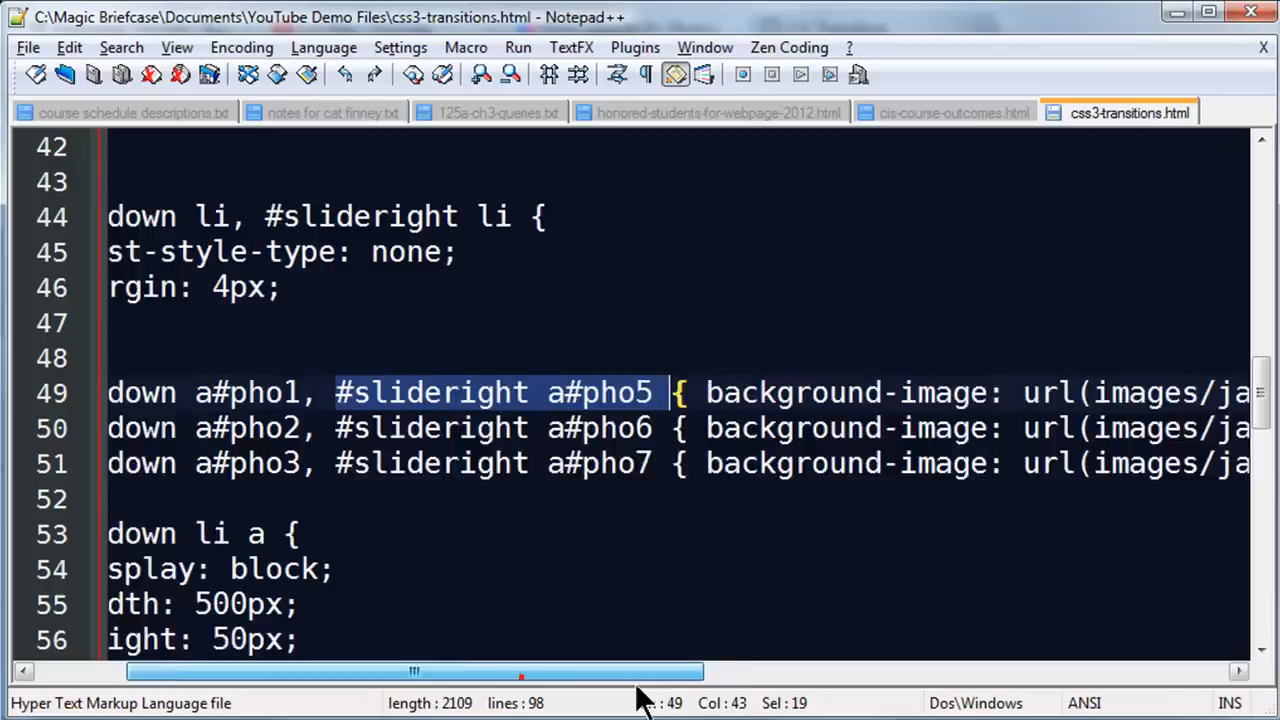 C:\Magic Briefcase\Documents\YouTube Demo Files\css3-transitions.html - Notepad++
File Edit Search View Encoding Language Settings Macro Run TextFX Plugins Window Zen Coding ? X
course schedule descriptions.txt notes for cat finney.txt 125a-ch3-queries.txt honored-students-for-webpage-2012.html cis-course-outcomes.html css3-transitions.html
42
43
44 down li, #slideright li {
45 st-style-type: none;
46 rgin: 4px;
47
48
49 down a#pho1, #slideright a#pho5 { background-image: url(images/ja
50 down a#pho2, #slideright a#pho6 { background-image: url(images/ja
51 down a#pho3, #slideright a#pho7 { background-image: url(images/ja
52
53 down li a {
54 splay: block;
55 dth: 500px;
56 ight: 50px;
Hyper Text Markup Language file length : 2109 lines : 98 : 49 Col : 43 Sel : 19 Dos\Windows ANSI INS